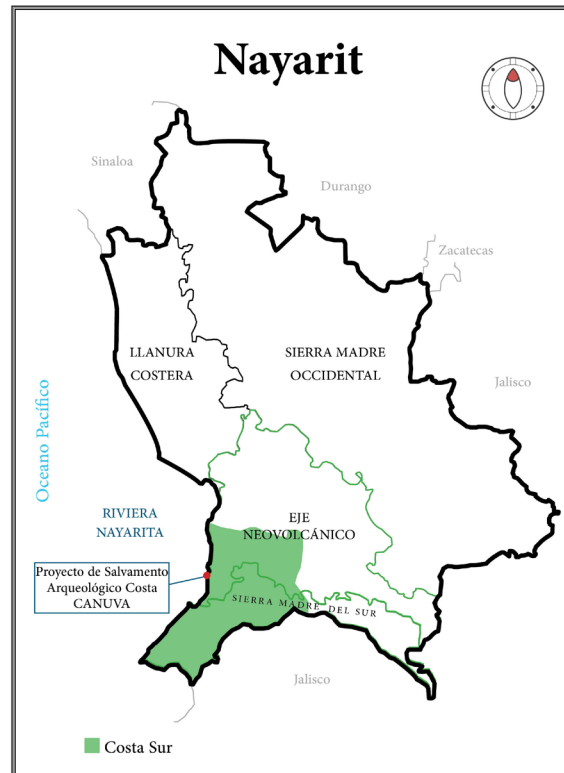 Nayarit
Sinaloa
Durango
Zacatecas
LLANURA
COSTERA
SIERRA MADRE
OCCIDENTAL
Jalisco
Oceano Pacífico
RIVIERA
NAYARITA
EJE
NEOVOLCÁNICO
Proyecto de Salvamento
Arqueológico Costa
CANUVA
SIERRA MADRE DEL SUR
Jalisco
Costa Sur